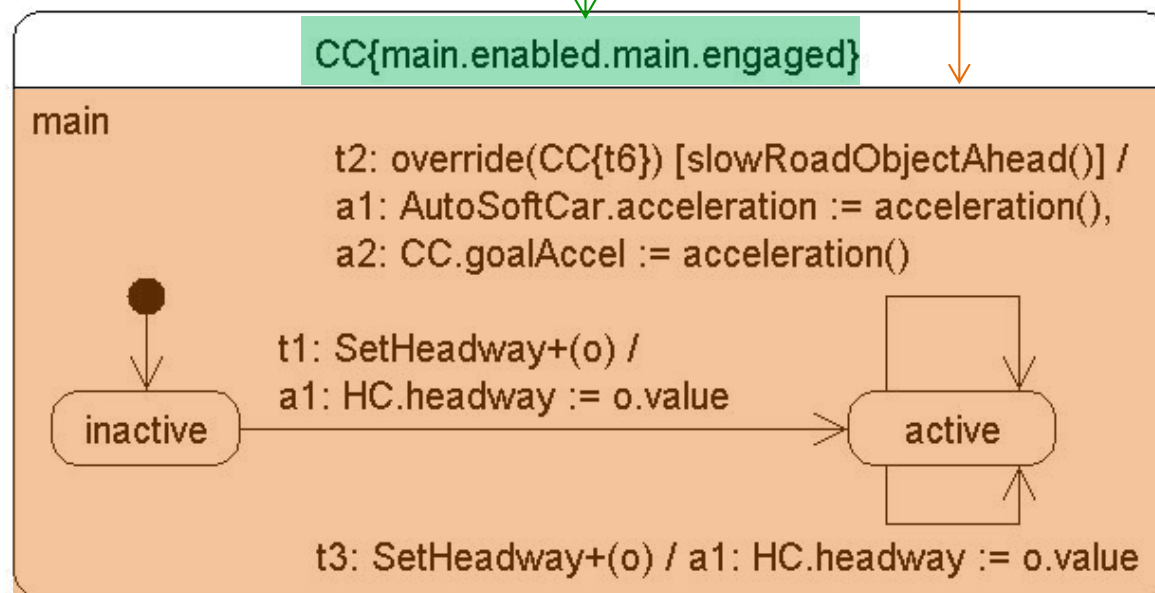 CC{main.enabled.main.engaged}
main
t2: override(CC{t6}) [slowRoadObjectAhead()] /
a1: AutoSoftCar.acceleration := acceleration(),
a2: CC.goalAccel := acceleration()
t1: SetHeadway+(o) /
a1: HC.headway := o.value
inactive
active
t3: SetHeadway+(o) / a1: HC.headway := o.value